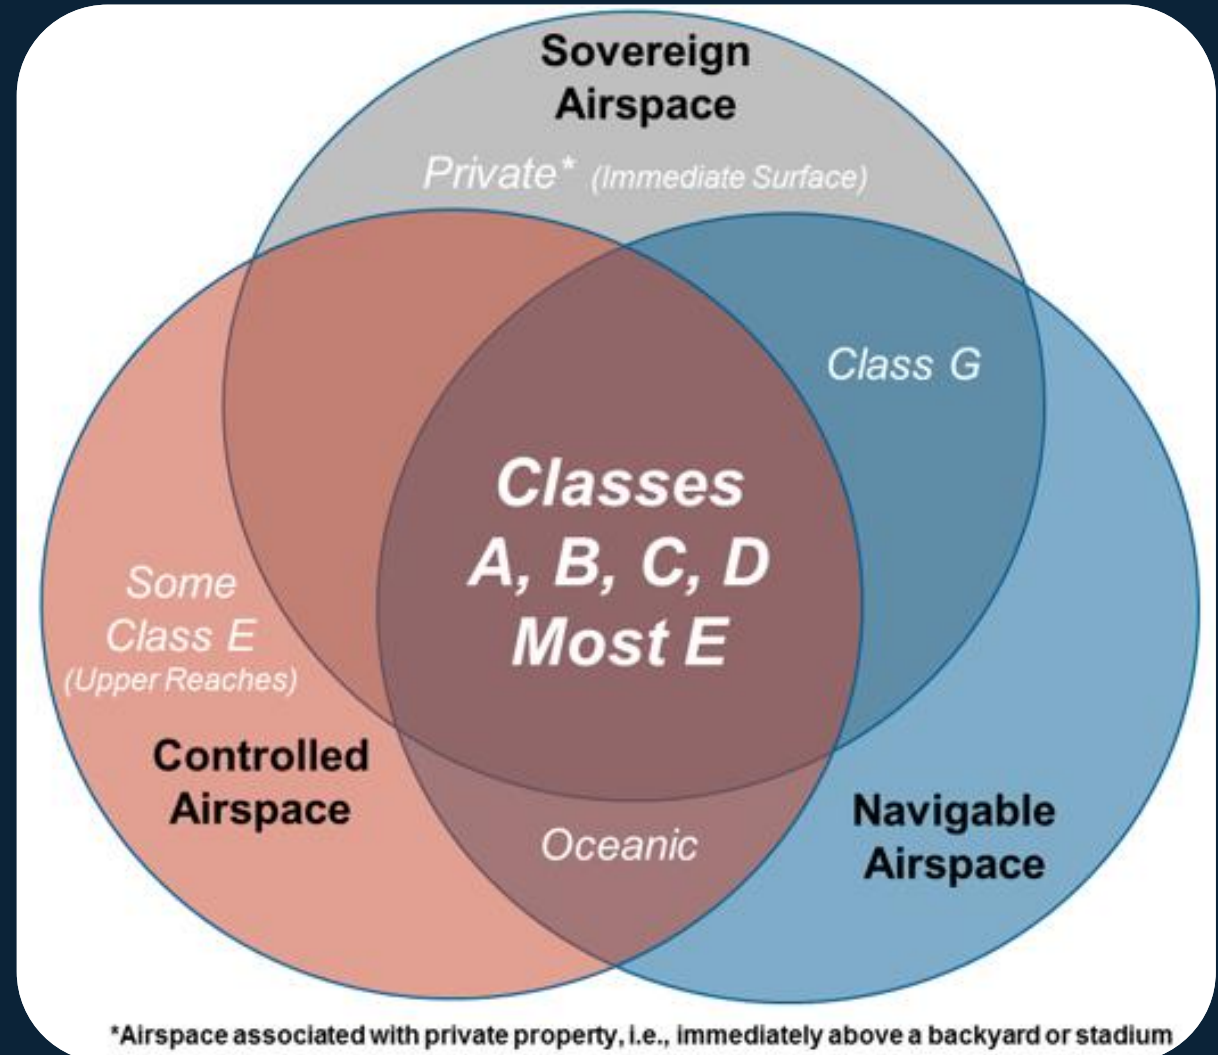 Sovereign
Airspace
Private* (Immediate Surface)
Class G
Classes
A, B, C, D
Most E
Some
Class E
(Upper Reaches)
Controlled
Airspace
Navigable
Airspace
Oceanic
*Airspace associated with private property, i.e., immediately above a backyard or stadium